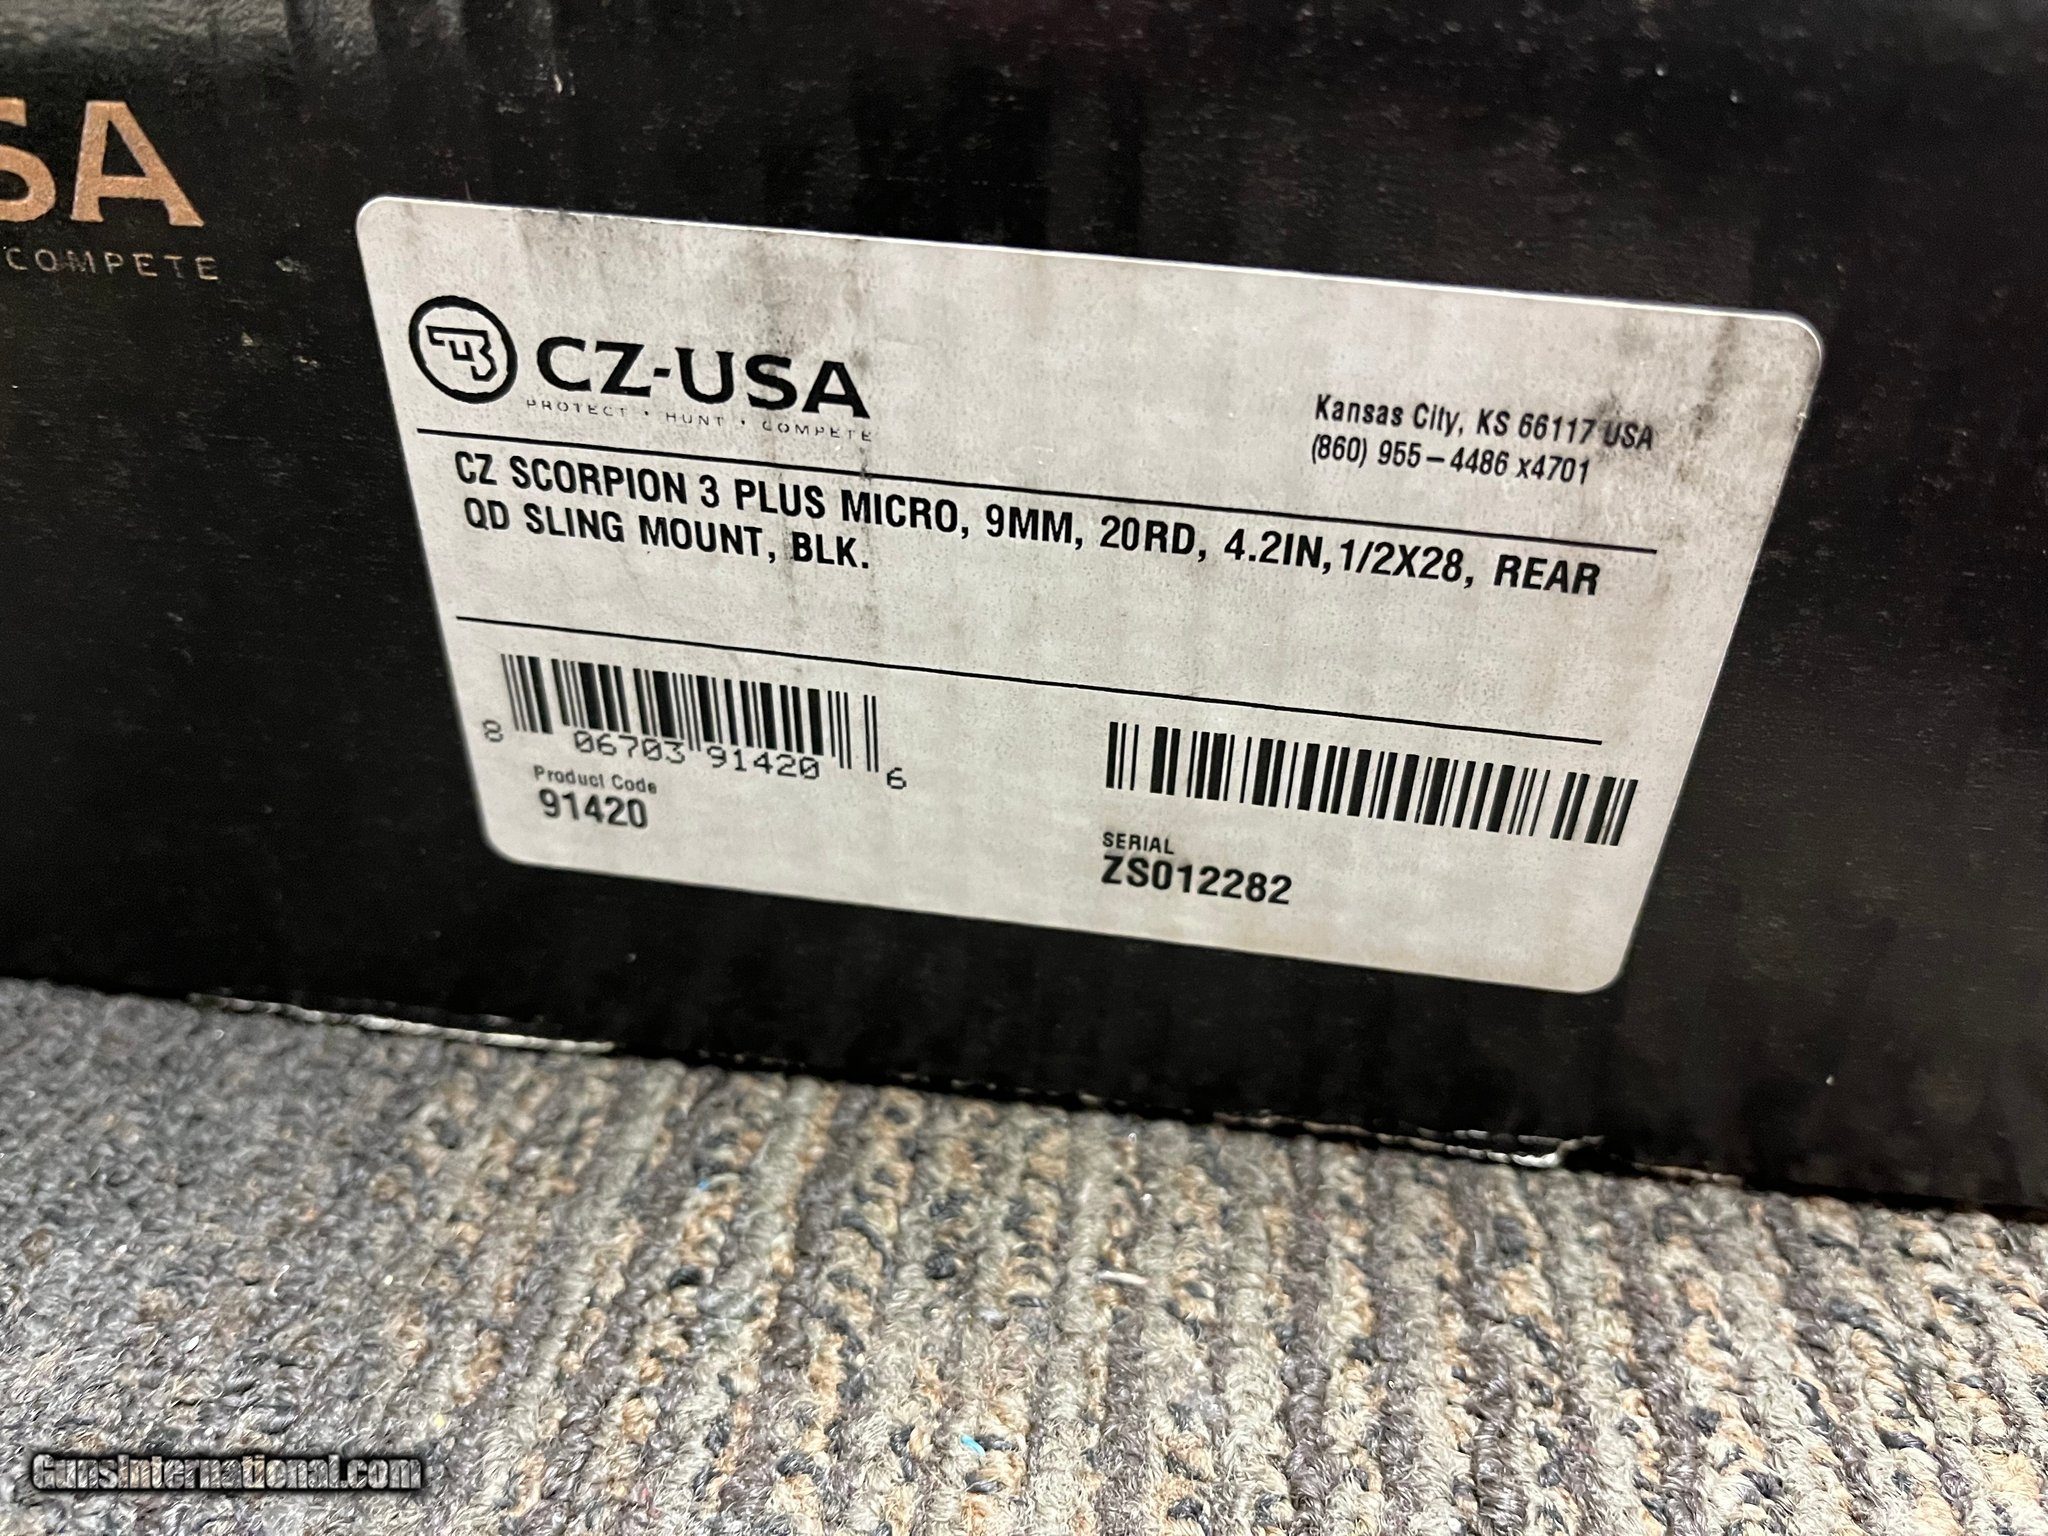 SA
COMPETE
CZ-USA
PROTECT • HUNT • COMPETE
Kansas City, KS 66117 USA
(860) 955-4486 x4701
CZ SCORPION 3 PLUS MICRO, 9MM, 20RD, 4.2IN,1/2X28, REAR
QD SLING MOUNT, BLK.
8 06703 91420 6
Product Code
91420
SERIAL
ZS012282
GunsInternational.com